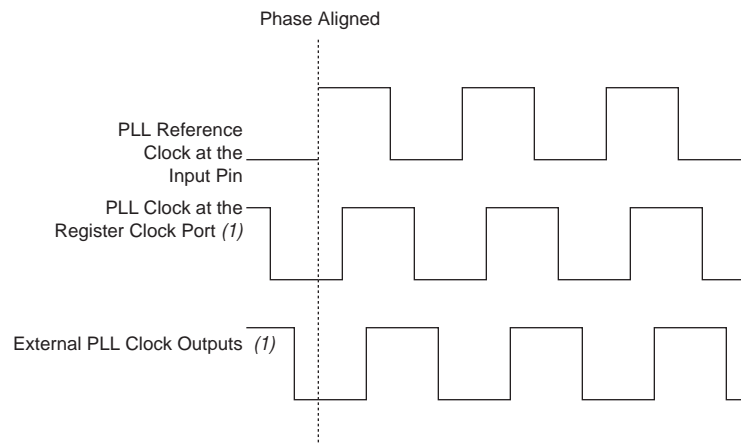 Phase Aligned
PLL Reference
Clock at the
Input Pin
PLL Clock at the
Register Clock Port (1)
External PLL Clock Outputs (1)